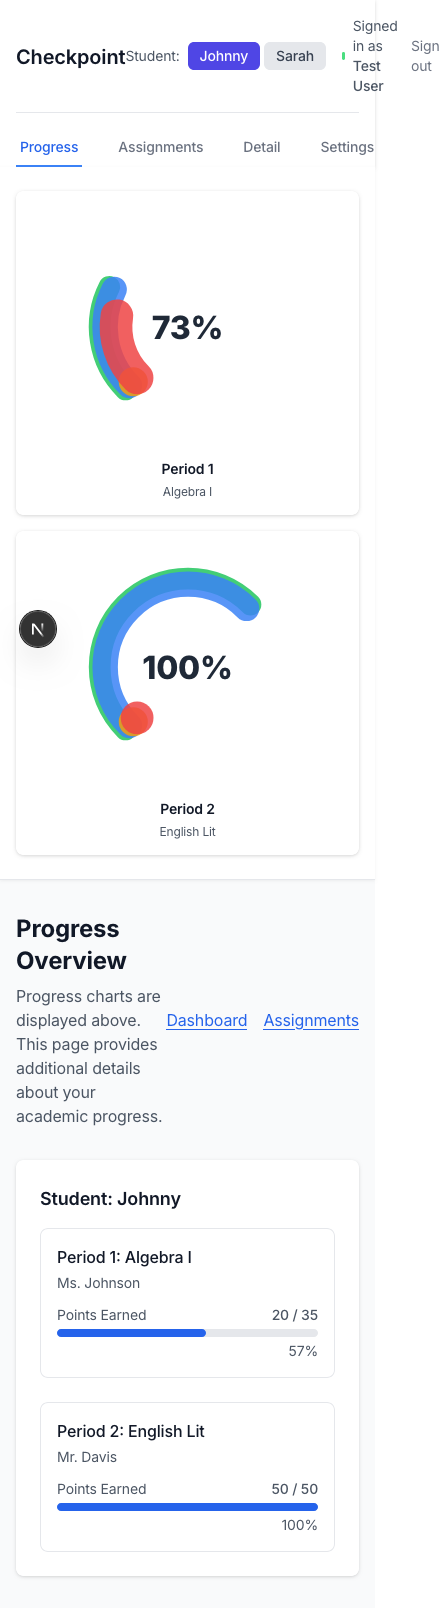 Checkpoint
Student:
Johnny
Sarah
Signed
in as
Test
User
Sign
out
Progress
Assignments
Detail
Settings
73%
Period 1
Algebra I
N
100%
Period 2
English Lit
Progress
Overview
Progress charts are
displayed above.
This page provides
additional details
about your
academic progress.
Dashboard
Assignments
Student: Johnny
Period 1: Algebra I
Ms. Johnson
Points Earned
20 / 35
57%
Period 2: English Lit
Mr. Davis
Points Earned
50 / 50
100%